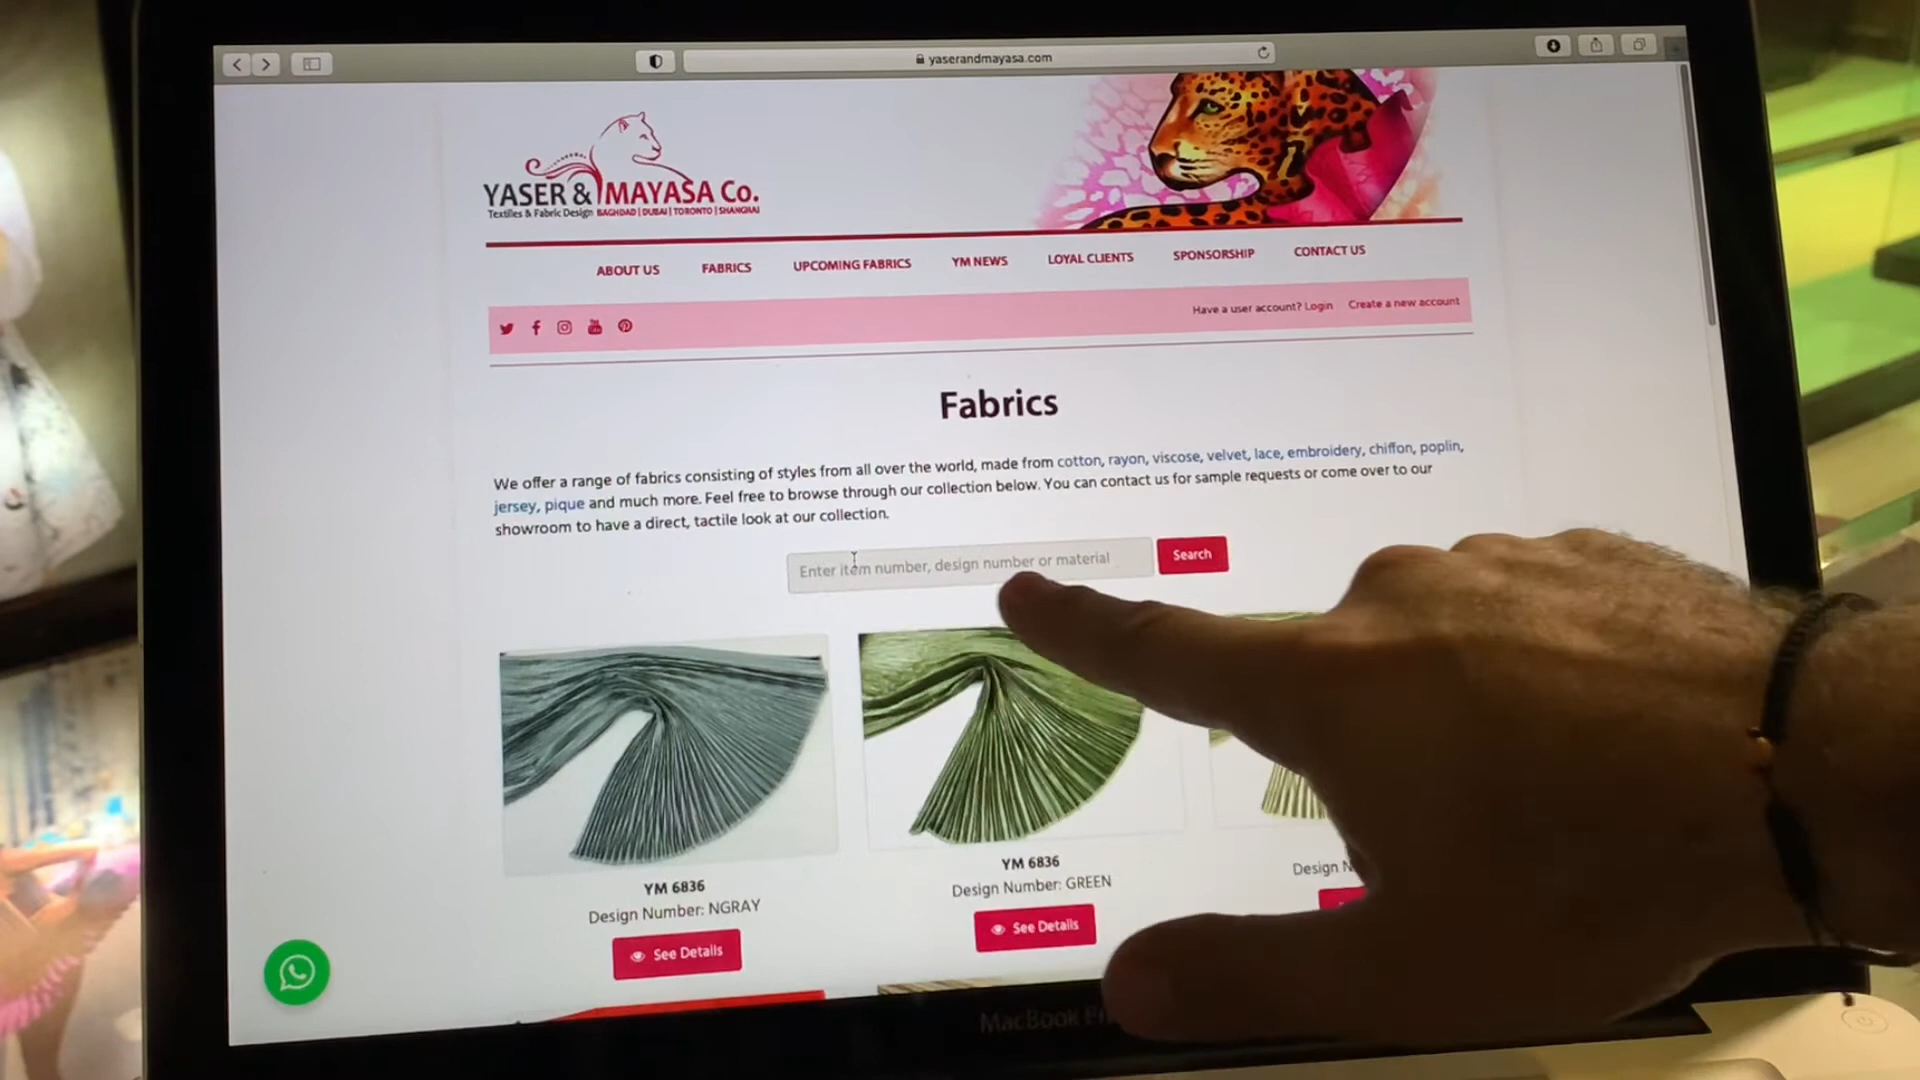 yaserandmayasa.com
YASER & MAYASA Co.
Textiles & Fabric Design BAGHDAD | DUBAI | TORONTO | SHANGHAI
ABOUT US FABRICS UPCOMING FABRICS YM NEWS LOYAL CLIENTS SPONSORSHIP CONTACT US
Have a user account? Login Create a new account
Fabrics
We offer a range of fabrics consisting of styles from all over the world, made from cotton, rayon, viscose, velvet, lace, embroidery, chiffon, poplin,
jersey, pique and much more. Feel free to browse through our collection below. You can contact us for sample requests or come over to our
showroom to have a direct, tactile look at our collection.
Enter item number, design number or material Search
YM 6836
Design Number: NGRAY
See Details
YM 6836
Design Number: GREEN
See Details
Design
MacBook